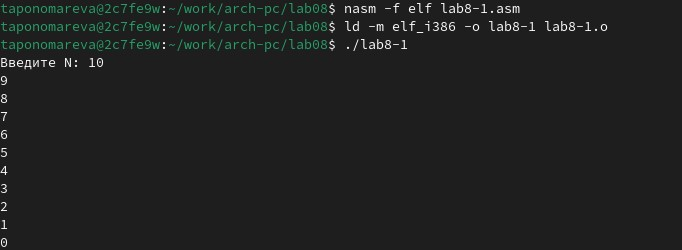 taponomareva@2c7fe9w:~/work/arch-pc/lab08$ nasm -f elf lab8-1.asm
taponomareva@2c7fe9w:~/work/arch-pc/lab08$ ld -m elf_i386 -o lab8-1 lab8-1.o
taponomareva@2c7fe9w:~/work/arch-pc/lab08$ ./lab8-1
Введите N: 10
9
8
7
6
5
4
3
2
1
0